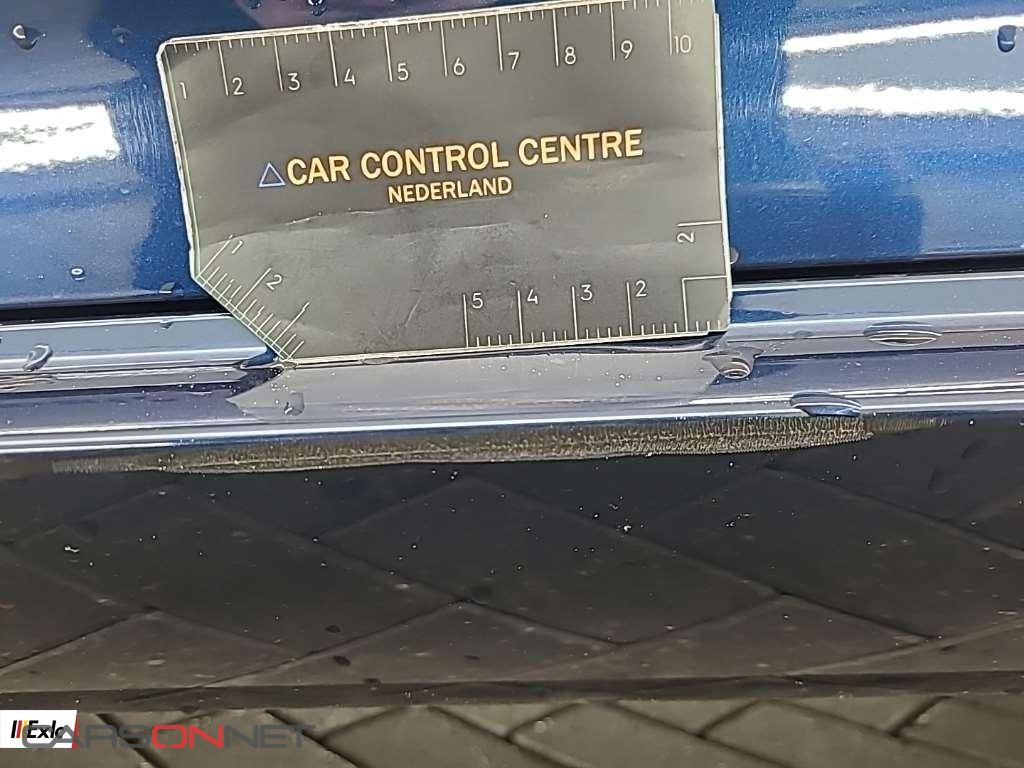 1 2 3 4 5 6 7 8 9 10
△CAR CONTROL CENTRE
NEDERLAND
1 2
2
5 4 3 2
CARSONNET®